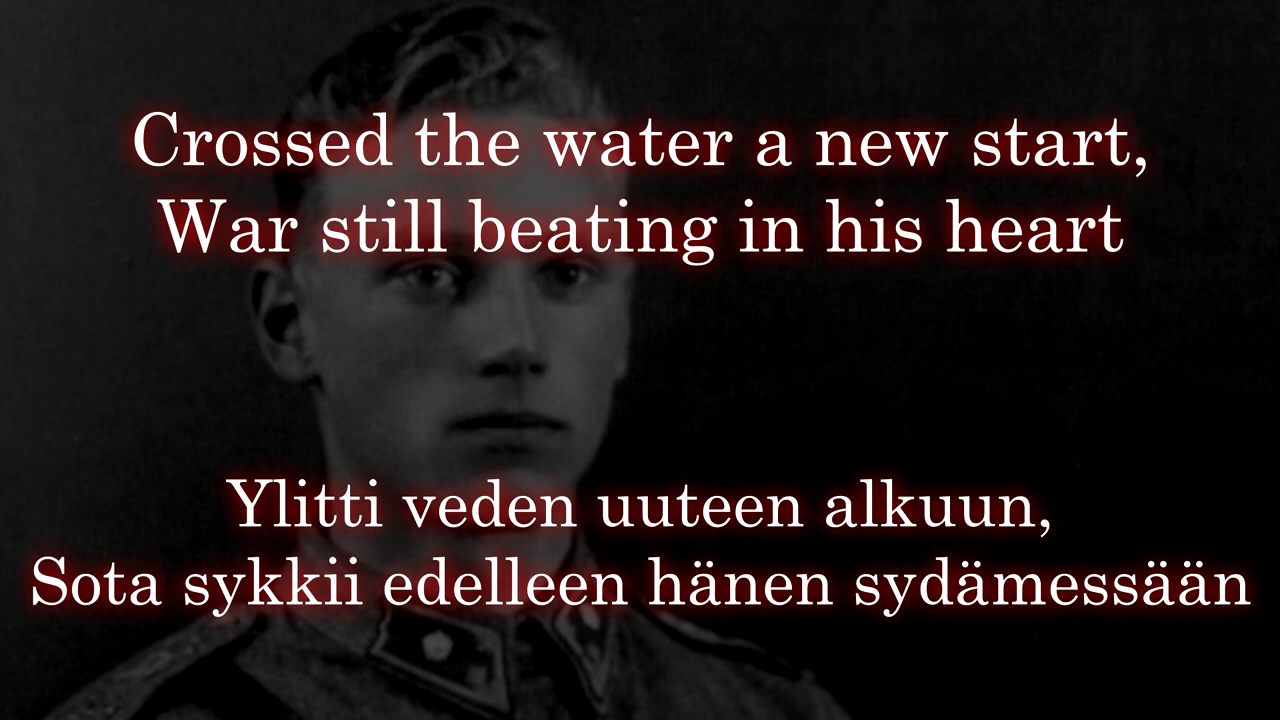 Crossed the water a new start,
War still beating in his heart
Ylitti veden uuteen alkuun,
Sota sykkii edelleen hänen sydämessään